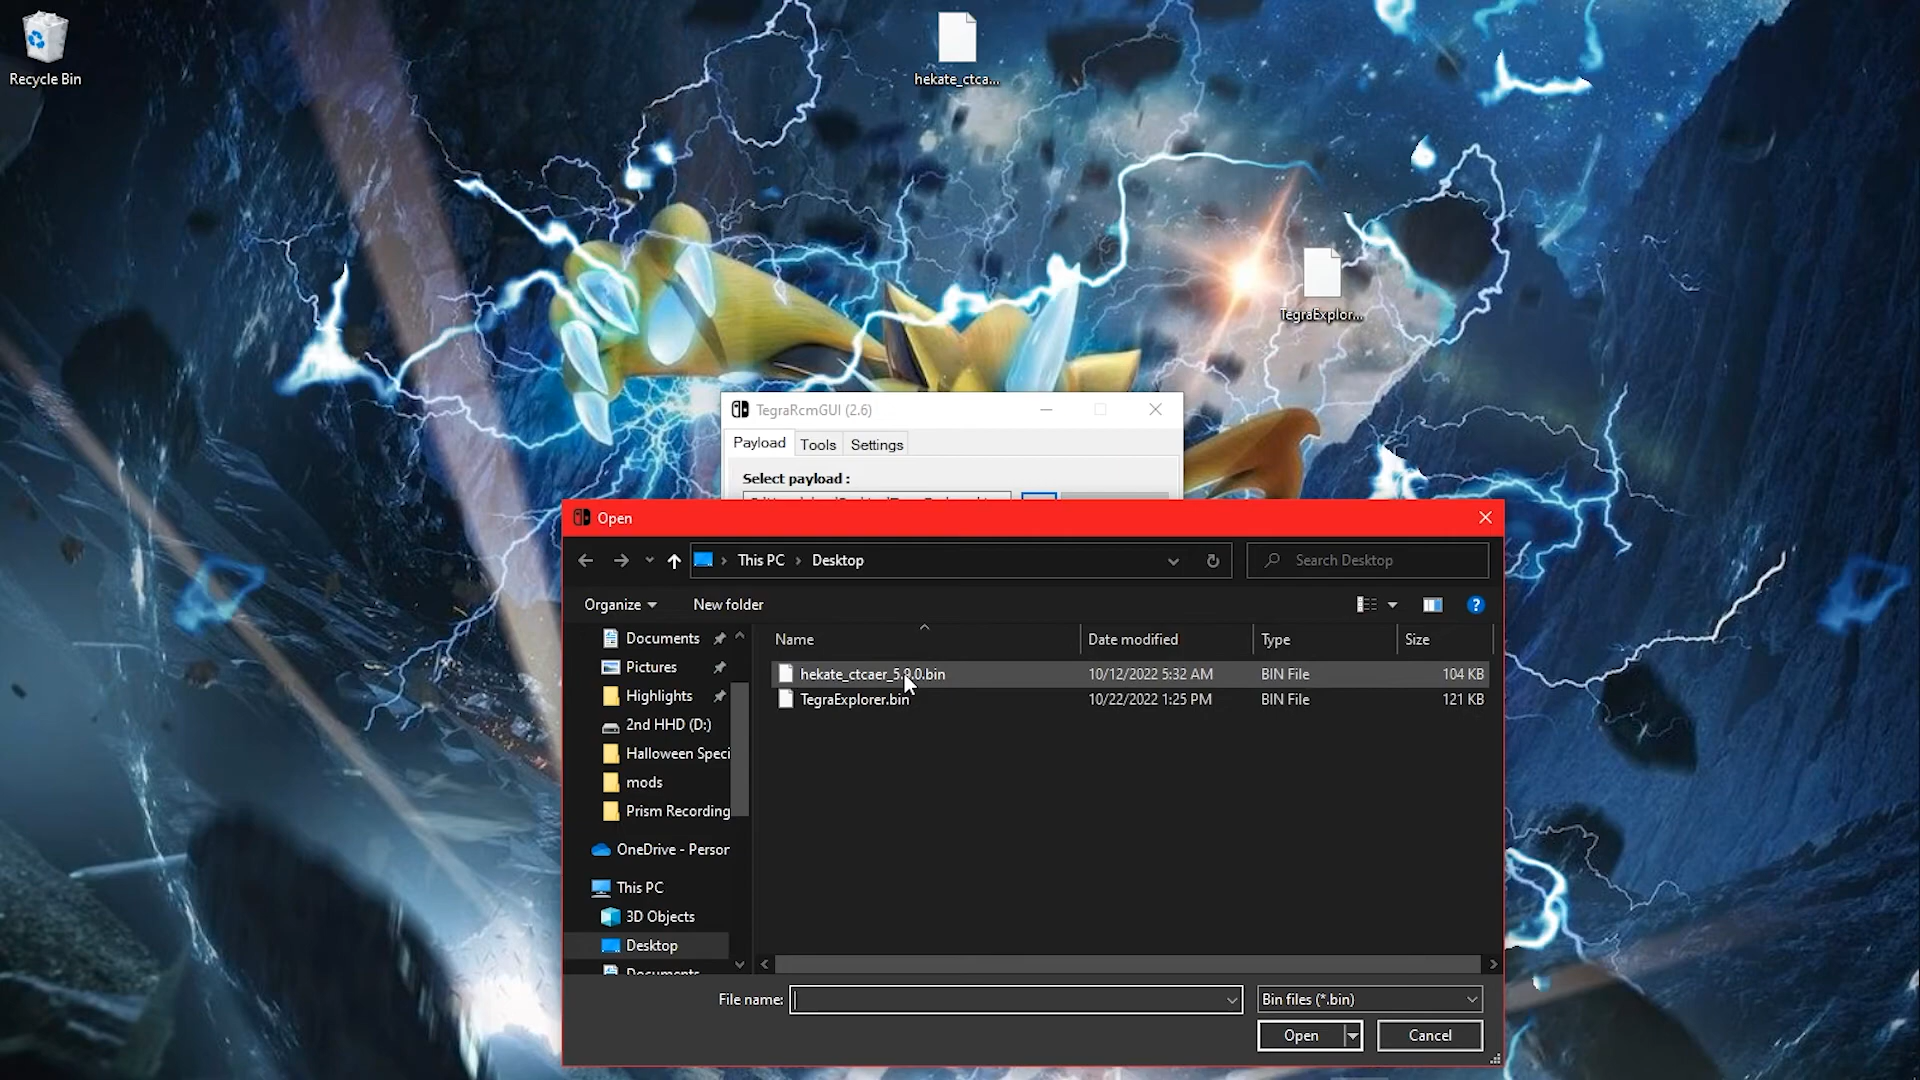 Recycle Bin
hekate_ctca...
TegraExplor...
TegraRcmGUI (2.6)
Payload Tools Settings
Select payload :
Open
This PC > Desktop
Search Desktop
Organize New folder
Name Date modified Type Size
Documents
Pictures
Highlights
2nd HHD (D:)
Halloween Speci
mods
Prism Recording
OneDrive - Persor
This PC
3D Objects
Desktop
Documents
hekate_ctcaer_5.9.0.bin 10/12/2022 5:32 AM BIN File 104 KB
TegraExplorer.bin 10/22/2022 1:25 PM BIN File 121 KB
File name:
Bin files (*.bin)
Open Cancel